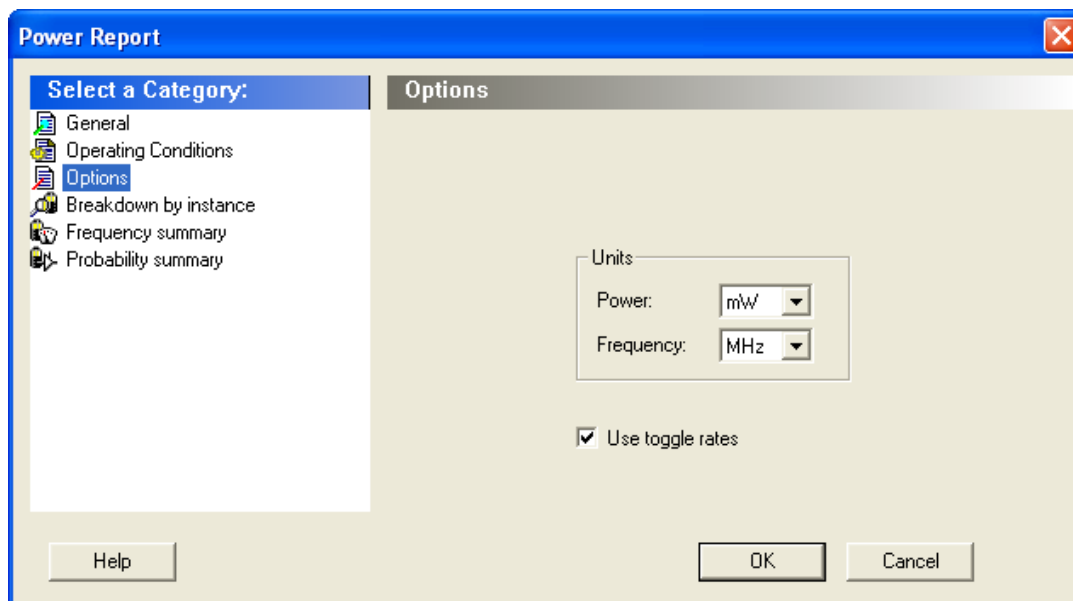 Power Report
Select a Category:
General
Operating Conditions
Options
Breakdown by instance
Frequency summary
Probability summary
Options
Units
Power: mW
Frequency: MHz
Use toggle rates
Help
OK
Cancel